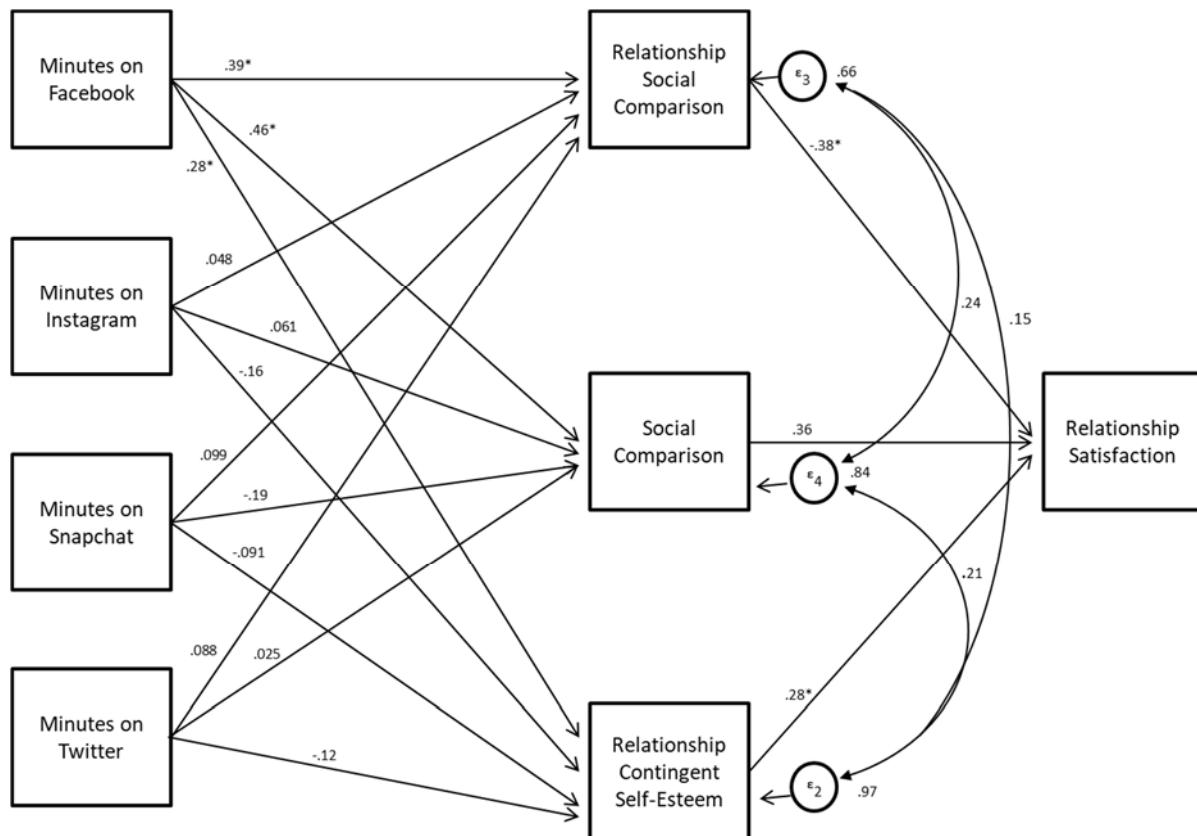 Minutes on
Facebook
Relationship
Social
Comparison
ε3
.66
.39*
.46*
.28*
-.38*
Minutes on
Instagram
.048
.061
-.16
.24
.15
Social
Comparison
.36
ε4
.84
Relationship
Satisfaction
Minutes on
Snapchat
.099
-.19
-.091
.21
Minutes on
Twitter
.088
.025
-.12
.28*
Relationship
Contingent
Self-Esteem
ε2
.97